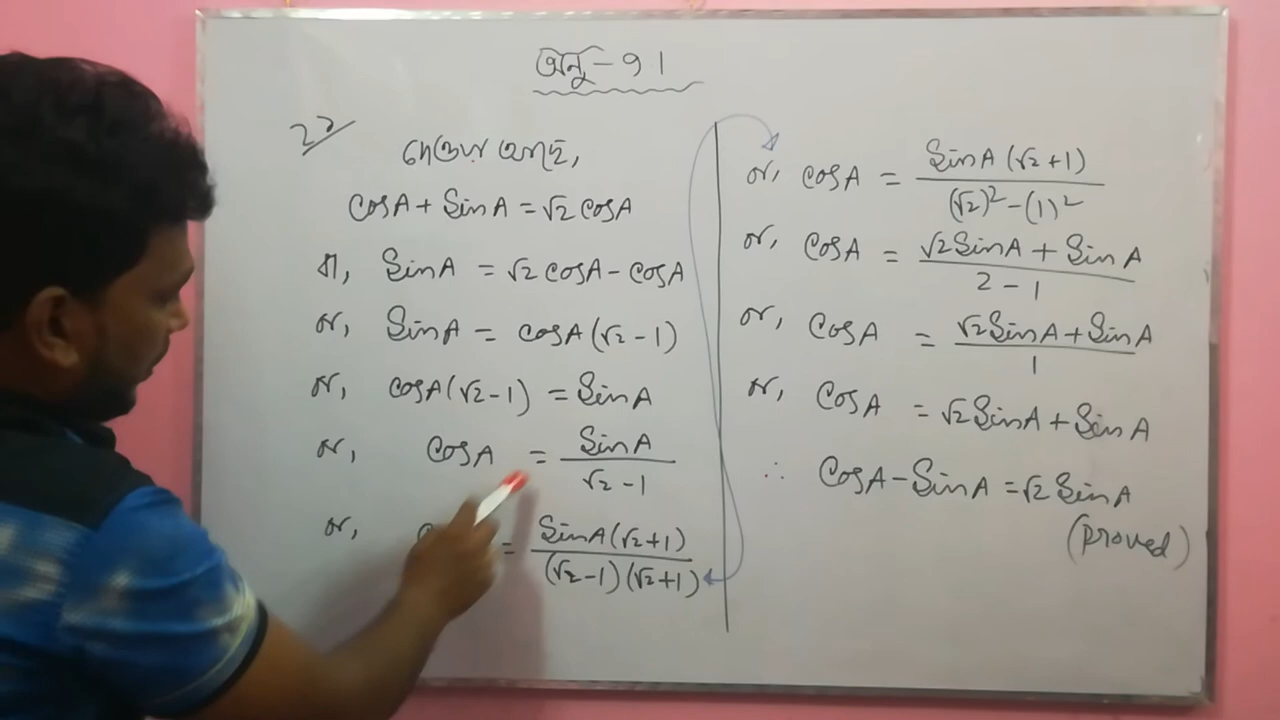 অনু - ৭১
22
দেওয়া আছে,
cosA + SinA = √2 cosA
বা, SinA = √2 cosA - cosA
or, SinA = cosA (√2 - 1)
or, cosA (√2 - 1) = SinA
or, cosA = SinA / √2 - 1
or, = SinA (√2+1) / (√2 - 1) (√2+1)
or, cosA = SinA (√2+1) / (√2)² - (1)²
or, cosA = √2 SinA + SinA / 2 - 1
or, cosA = √2 SinA + SinA / 1
or, cosA = √2 SinA + SinA
∴ cosA - SinA = √2 SinA
(proved)